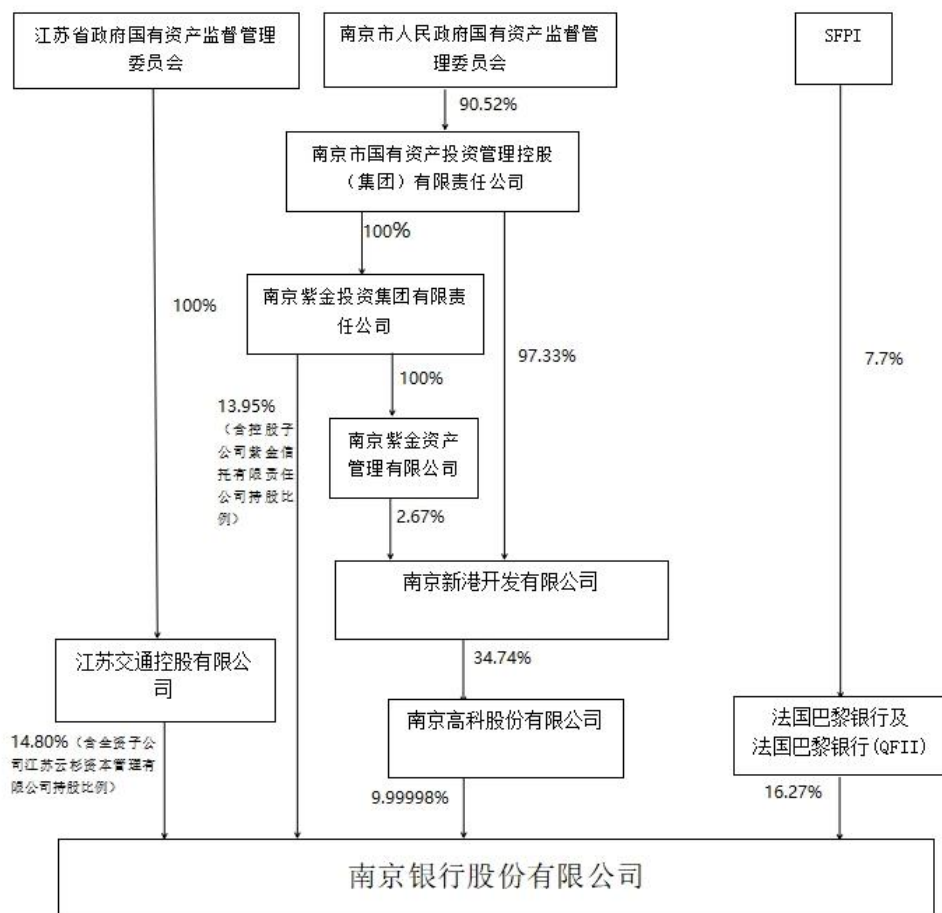 江苏省政府国有资产监督管理
委员会
南京市人民政府国有资产监督管
理委员会
SFPI
90.52%
南京市国有资产投资管理控股
（集团）有限责任公司
100%
南京紫金投资集团有限责
任公司
100%
97.33%
7.7%
100%
13.95%
（含控股子
公司紫金信
托有限责任
公司持股比
例）
南京紫金资产
管理有限公司
2.67%
南京新港开发有限公司
江苏交通控股有限公
司
34.74%
南京高科股份有限公司
法国巴黎银行及
法国巴黎银行(QFII)
14.80%（含全资子公
司江苏云杉资本管理有
限公司持股比例）
9.99998%
16.27%
南京银行股份有限公司